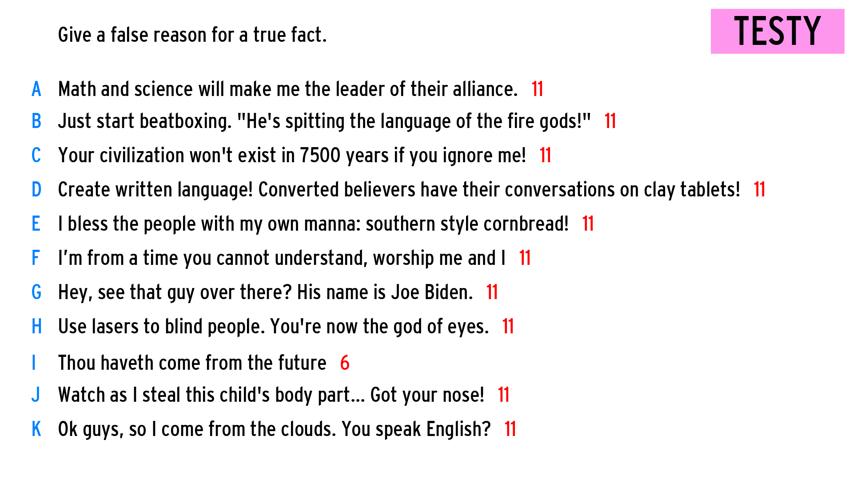 Give a false reason for a true fact.
TESTY
A Math and science will make me the leader of their alliance. 11
B Just start beatboxing. "He's spitting the language of the fire gods!" 11
C Your civilization won't exist in 7500 years if you ignore me! 11
D Create written language! Converted believers have their conversations on clay tablets! 11
E I bless the people with my own manna: southern style cornbread! 11
F I'm from a time you cannot understand, worship me and I 11
G Hey, see that guy over there? His name is Joe Biden. 11
H Use lasers to blind people. You're now the god of eyes. 11
I Thou haveth come from the future 6
J Watch as I steal this child's body part... Got your nose! 11
K Ok guys, so I come from the clouds. You speak English? 11